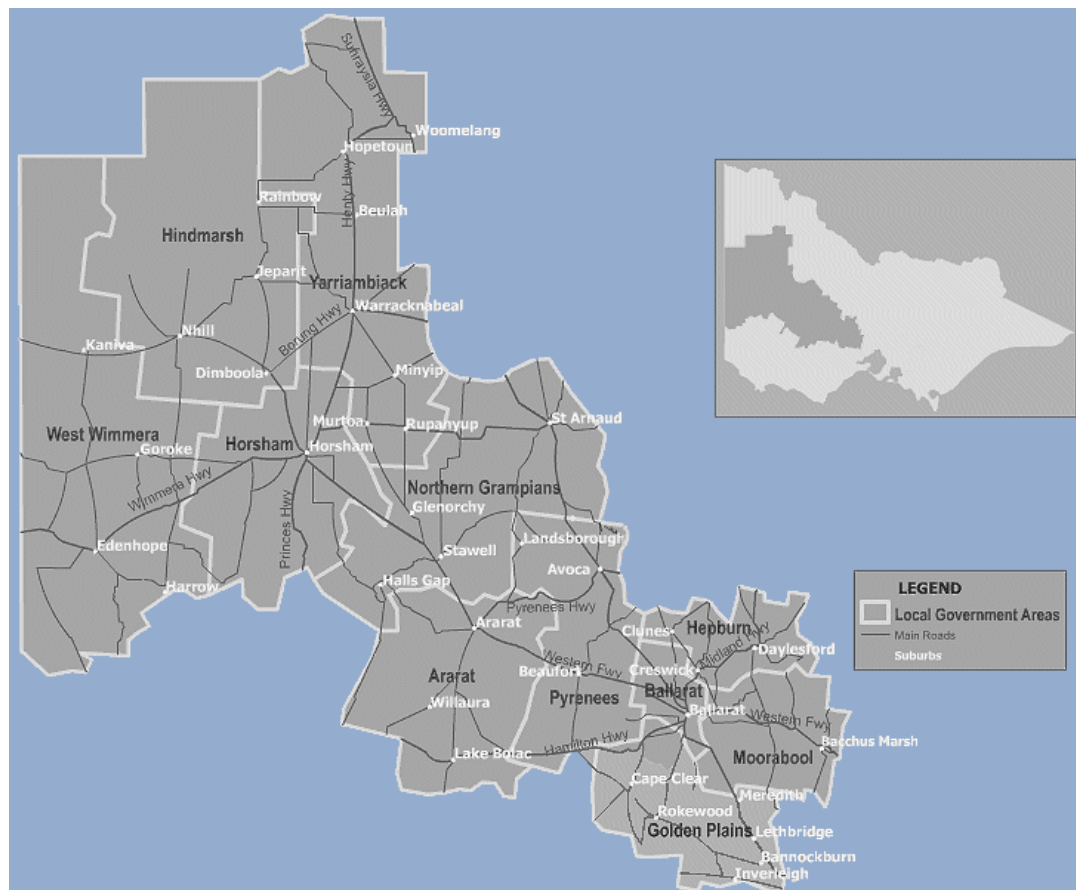 Sunraysia Hwy
Woomelang
Hopetoun
Henty Hwy
Rainbow
Beulah
Hindmarsh
Jeparit
Yarriambiack
Warracknabeal
Borung Hwy
Nhill
Kaniva
Dimboola
Minyip
West Wimmera
Horsham
Murtoa
Rupanyup
St Arnaud
Horsham
Goroke
Wimmera Hwy
Princes Hwy
Northern Grampians
Glenorchy
Edenhope
Stawell
Landsborough
Avoca
Harrow
Halls Gap
Pyrenees Hwy
Ararat
Clunes
Hepburn
Midland Hwy
Daylesford
Western Fwy
Beaufort
Creswick
Ararat
Pyrenees
Ballarat
Willaura
Ballarat
Western Fwy
Hamilton Hwy
Bacchus Marsh
Lake Bolac
Moorabool
Cape Clear
Meredith
Rokewood
Golden Plains
Lethbridge
Bannockburn
Inverleigh
LEGEND
Local Government Areas
Main Roads
Suburbs